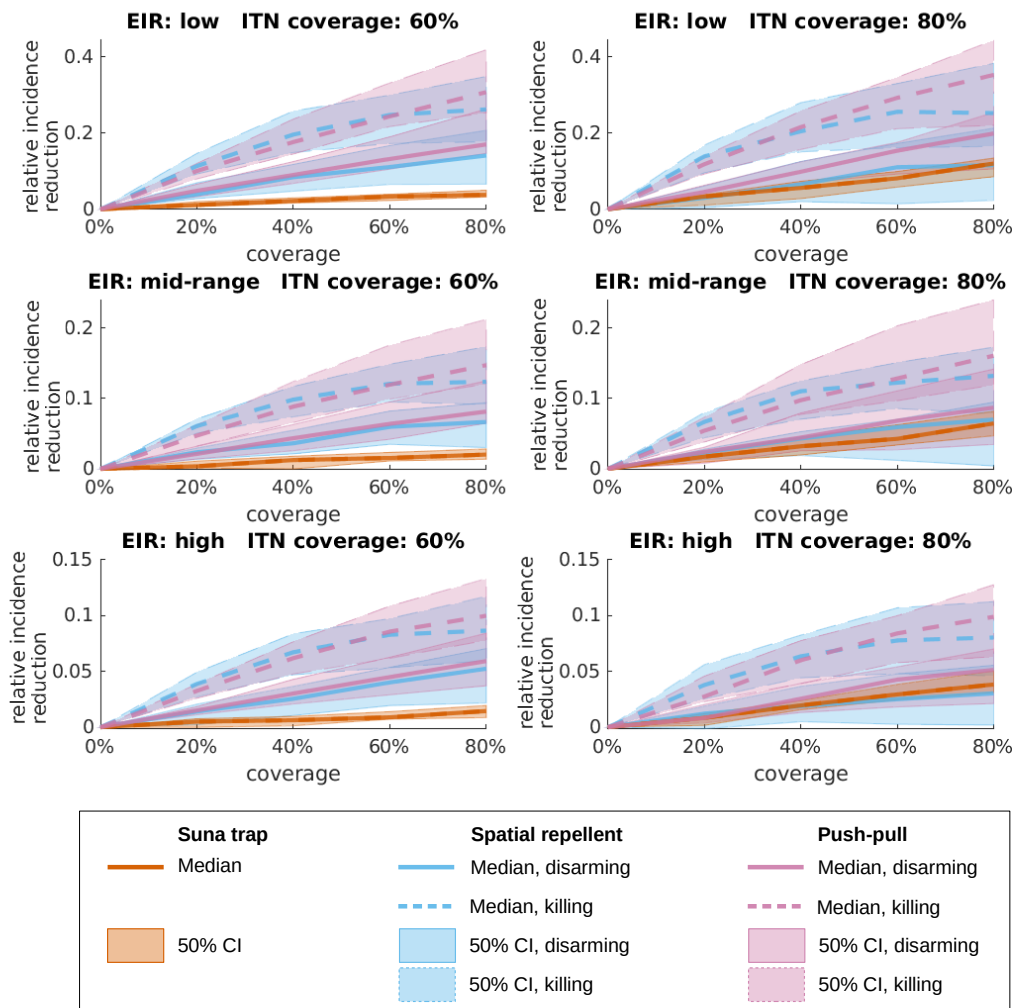 EIR: low ITN coverage: 60%
relative incidence
reduction
0.4
0.2
0
0% 20% 40% 60% 80%
coverage
EIR: low ITN coverage: 80%
relative incidence
reduction
0.4
0.2
0
0% 20% 40% 60% 80%
coverage
EIR: mid-range ITN coverage: 60%
relative incidence
reduction
0.2
0.1
0
0% 20% 40% 60% 80%
coverage
EIR: mid-range ITN coverage: 80%
relative incidence
reduction
0.2
0.1
0
0% 20% 40% 60% 80%
coverage
EIR: high ITN coverage: 60%
relative incidence
reduction
0.15
0.1
0.05
0
0% 20% 40% 60% 80%
coverage
EIR: high ITN coverage: 80%
relative incidence
reduction
0.15
0.1
0.05
0
0% 20% 40% 60% 80%
coverage
Suna trap
Median
50% CI
Spatial repellent
Median, disarming
Median, killing
50% CI, disarming
50% CI, killing
Push-pull
Median, disarming
Median, killing
50% CI, disarming
50% CI, killing